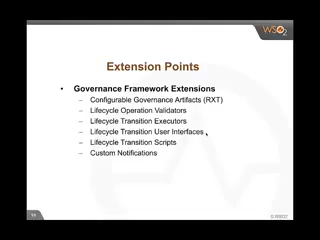 WSO2
Extension Points
• Governance Framework Extensions
– Configurable Governance Artifacts (RXT)
– Lifecycle Operation Validators
– Lifecycle Transition Executors
– Lifecycle Transition User Interfaces
– Lifecycle Transition Scripts
– Custom Notifications